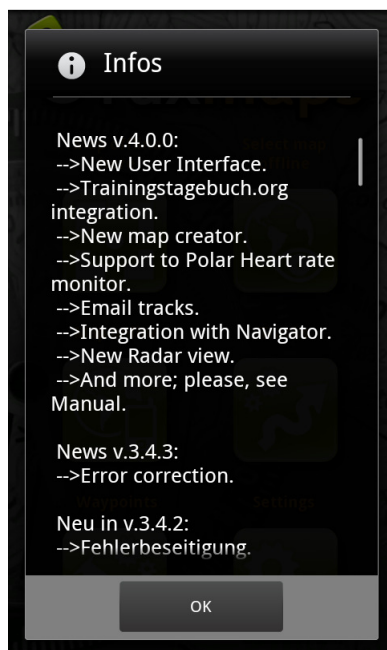 Infos
News v.4.0.0:
-->New User Interface.
-->Trainingstagebuch.org
integration.
-->New map creator.
-->Support to Polar Heart rate
monitor.
-->Email tracks.
-->Integration with Navigator.
-->New Radar view.
-->And more; please, see
Manual.
News v.3.4.3:
-->Error correction.
Waypoints
Settings
Neu in v.3.4.2:
-->Fehlerbeseitigung.
OK